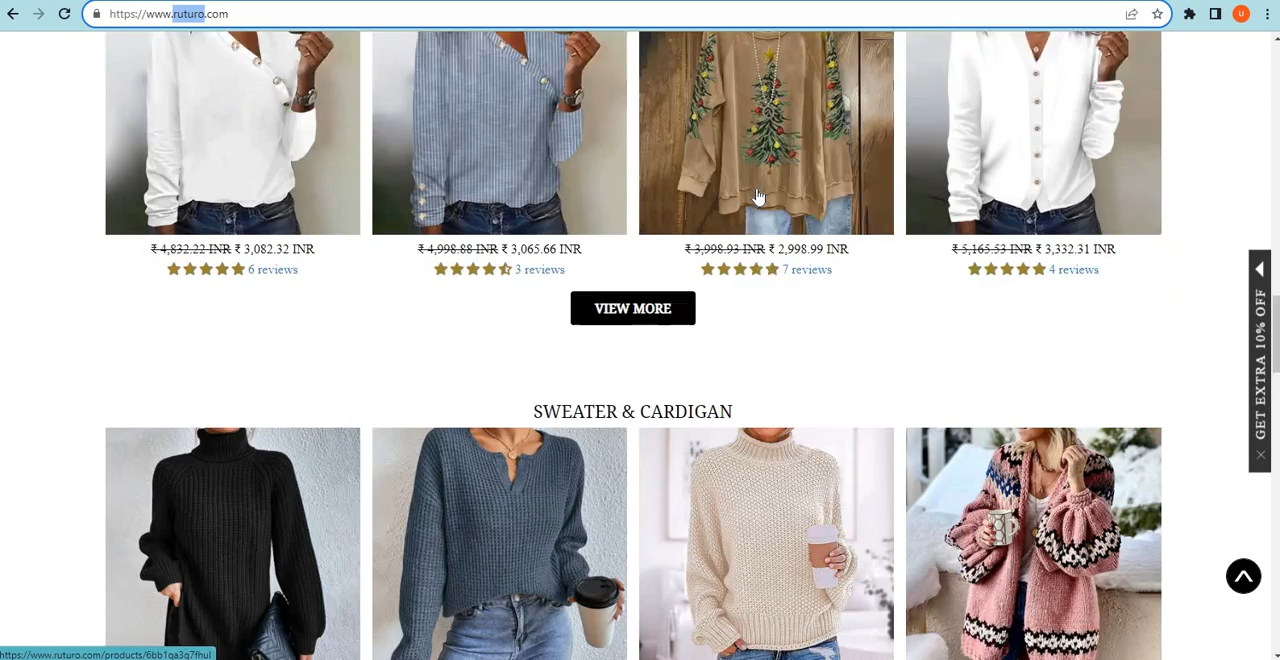 https://www.ruturo.com
U
₹ 4,832.22 INR ₹ 3,082.32 INR
₹ 4,998.88 INR ₹ 3,065.66 INR
₹ 3,998.93 INR ₹ 2,998.99 INR
₹ 5,165.53 INR ₹ 3,332.31 INR
6 reviews
3 reviews
7 reviews
4 reviews
VIEW MORE
GET EXTRA 10% OFF
SWEATER & CARDIGAN
https://www.ruturo.com/products/6bb1qa3q7fhul